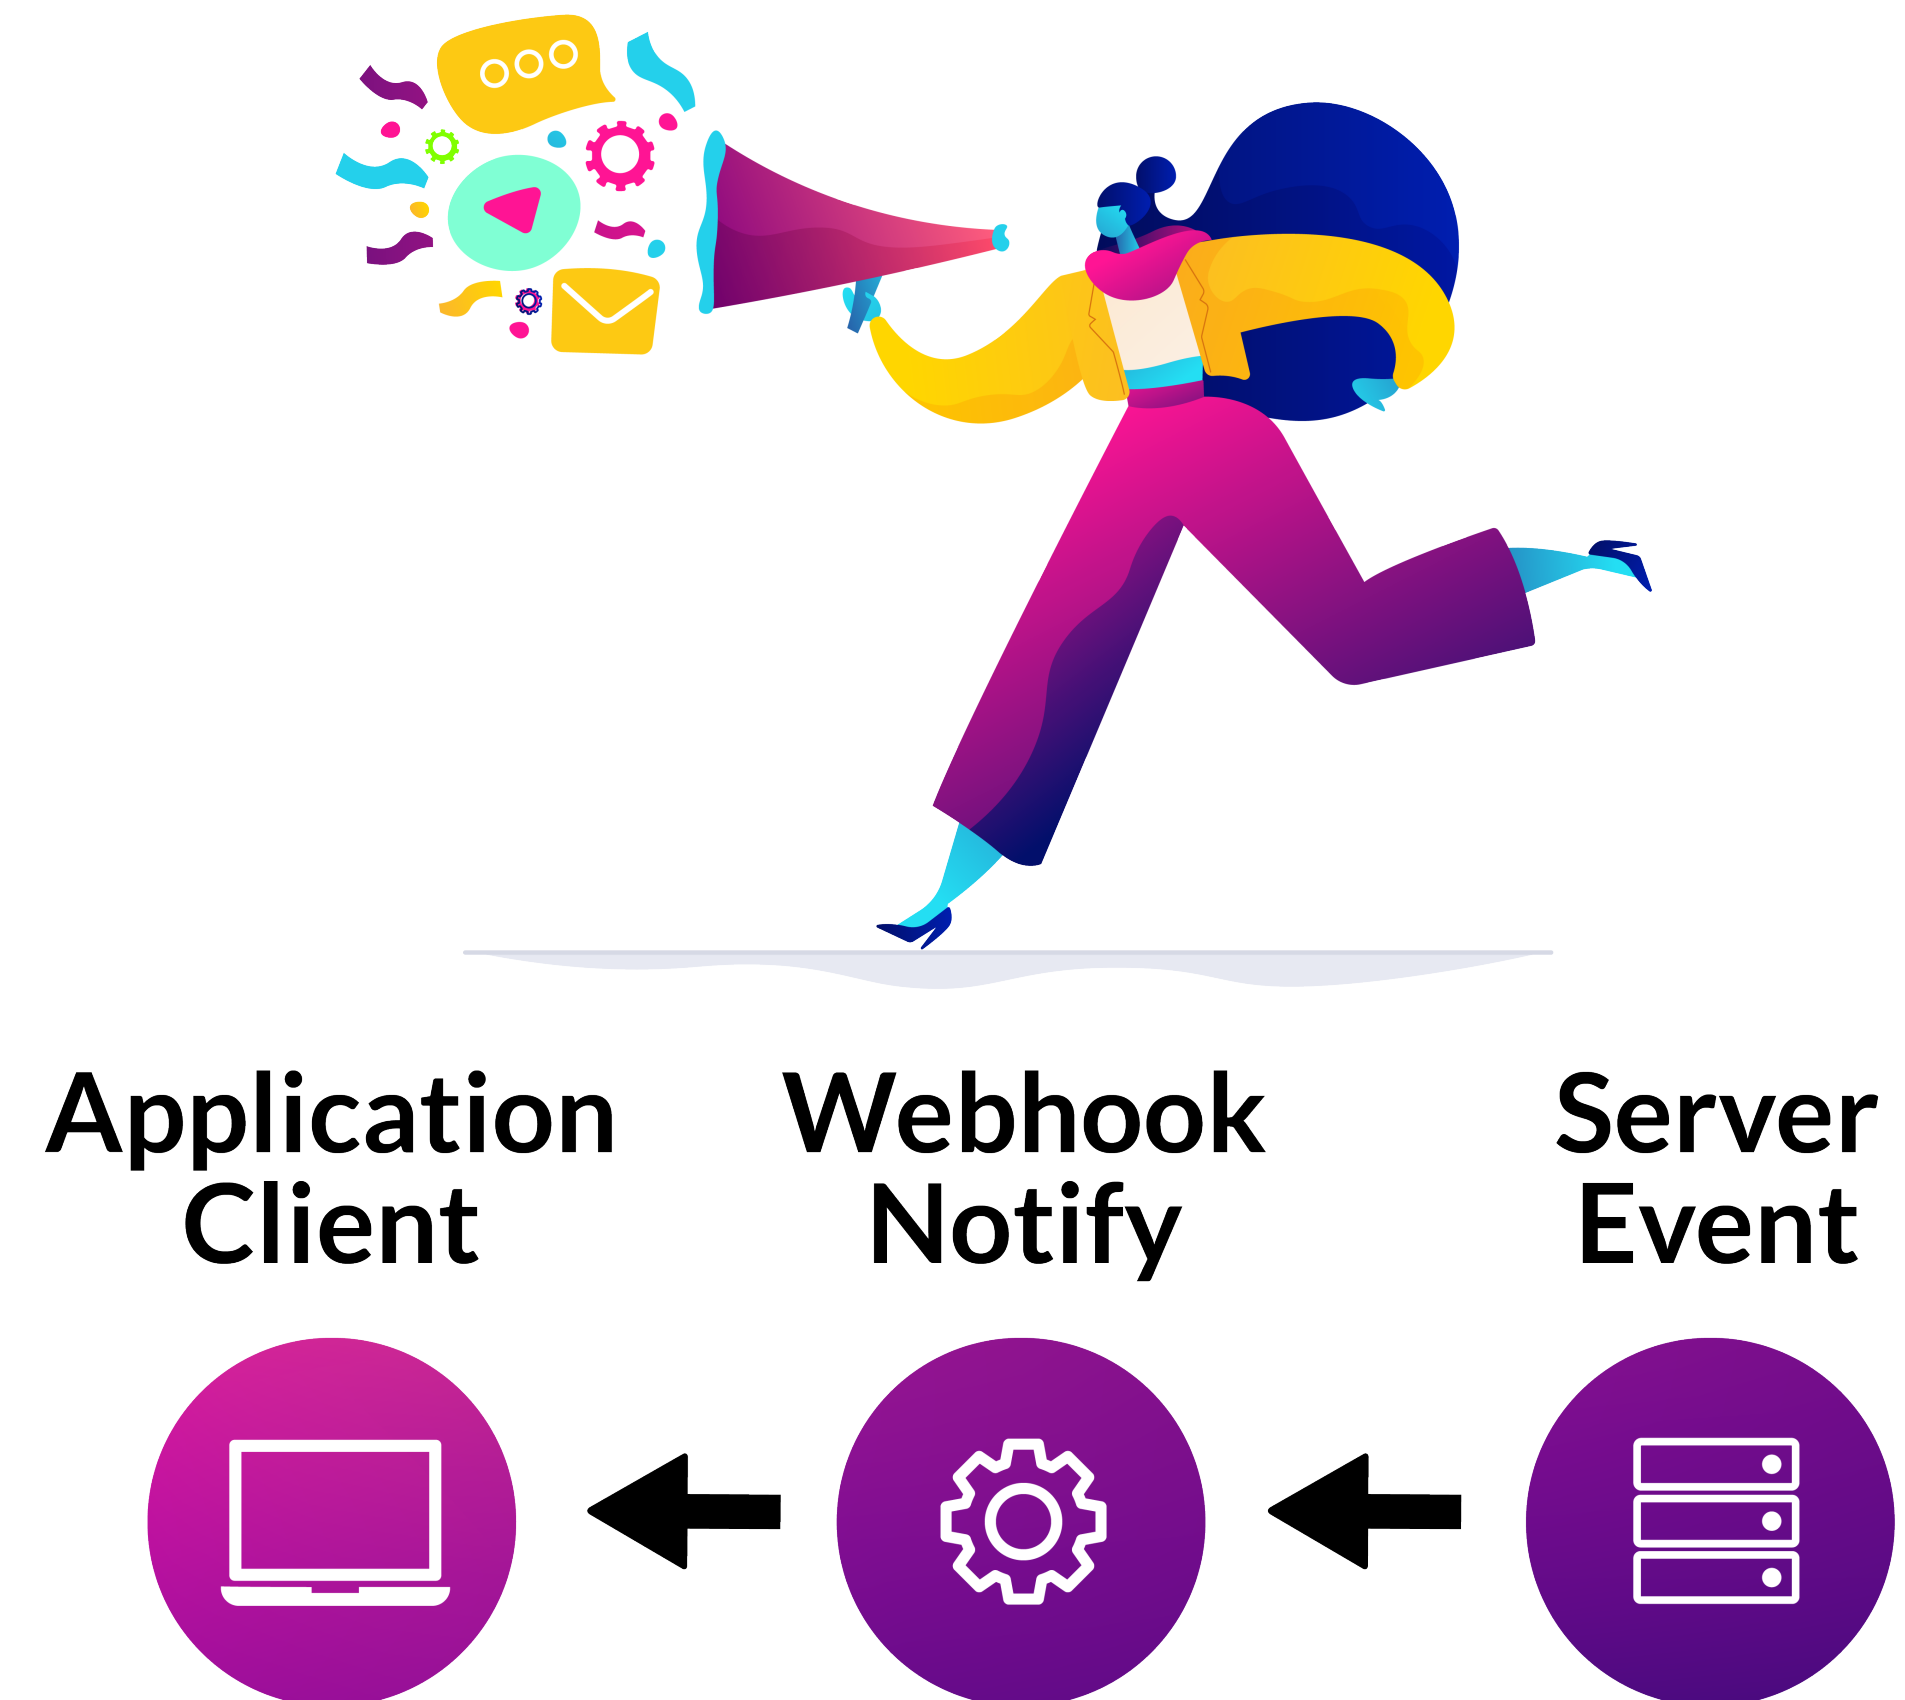 Application
Client
Webhook
Notify
Server
Event